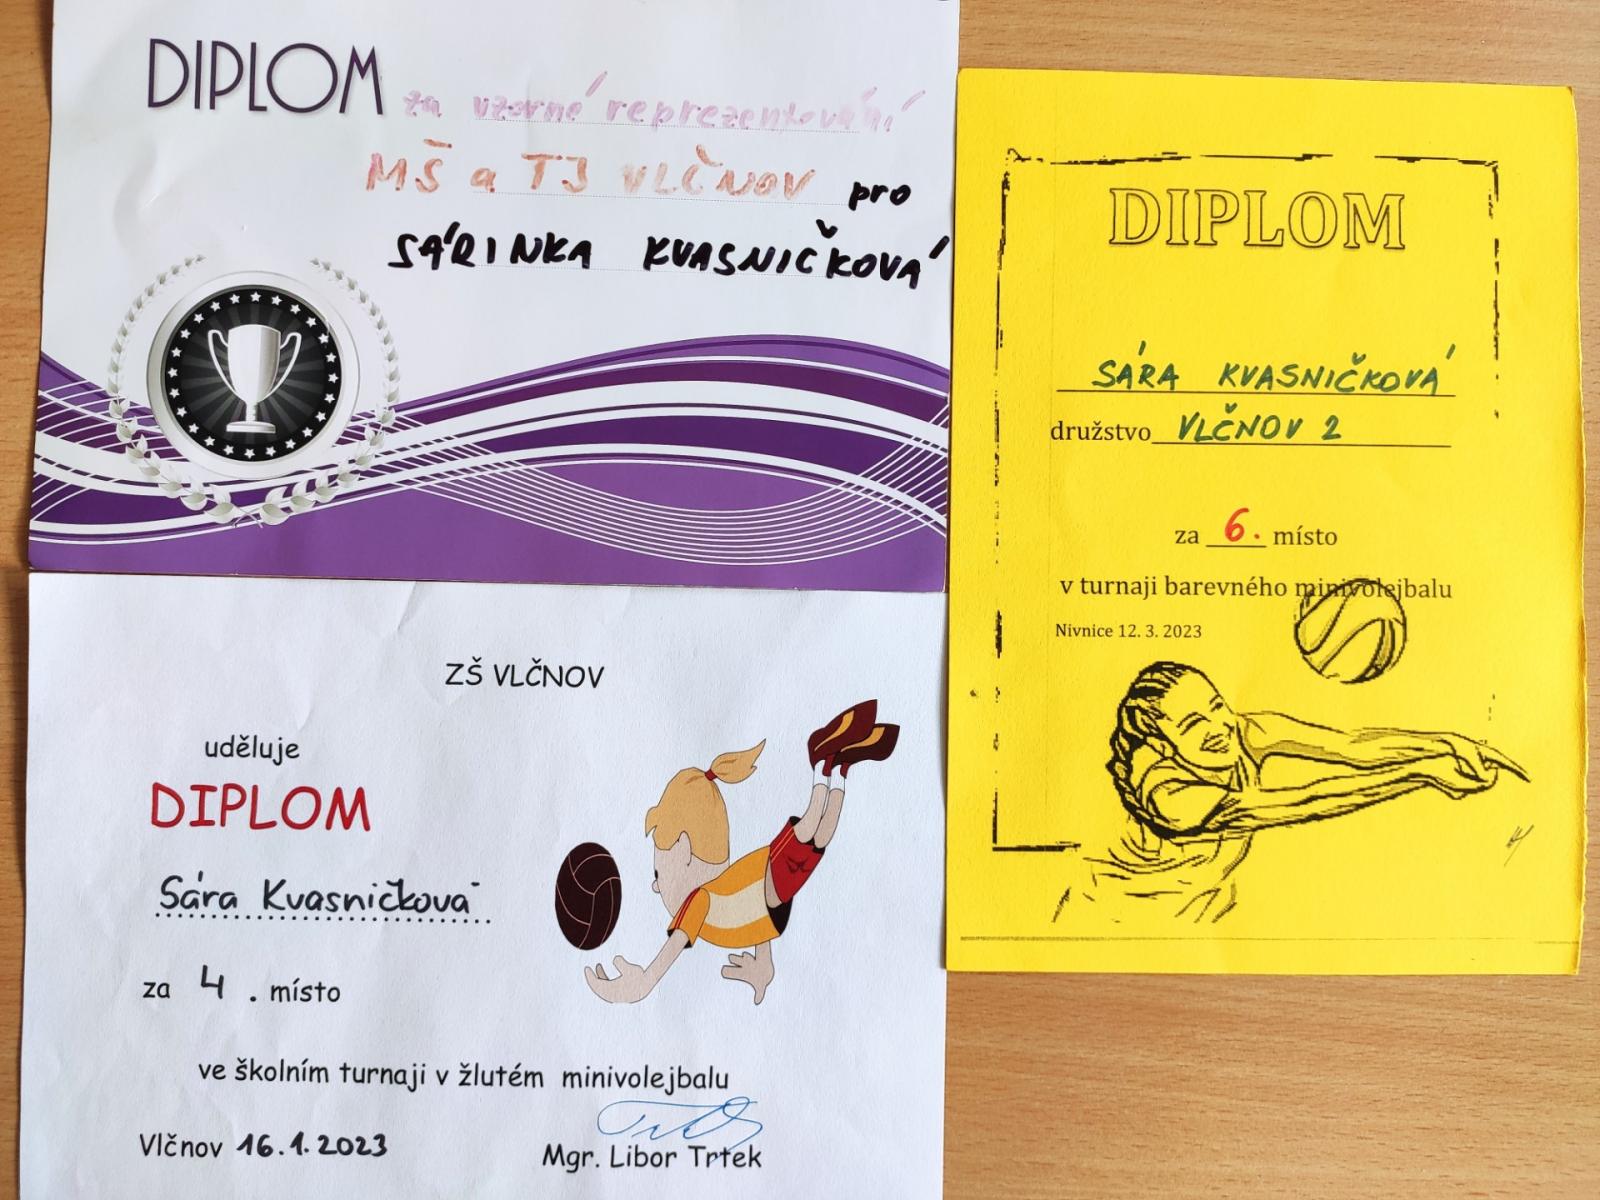 DIPLOM za vzorné reprezentování
MŠ a TJ VLČNOV pro
SÁRINKA KVASNIČKOVÁ
ZŠ VLČNOV
uděluje
DIPLOM
Sára Kvasničková
za 4 . místo
ve školním turnaji v žlutém minivolejbalu
Vlčnov 16.1.2023
Mgr. Libor Trtek
DIPLOM
SÁRA KVASNIČKOVÁ
družstvo VLČNOV 2
za 6. místo
v turnaji barevného minivolejbalu
Nivnice 12. 3. 2023